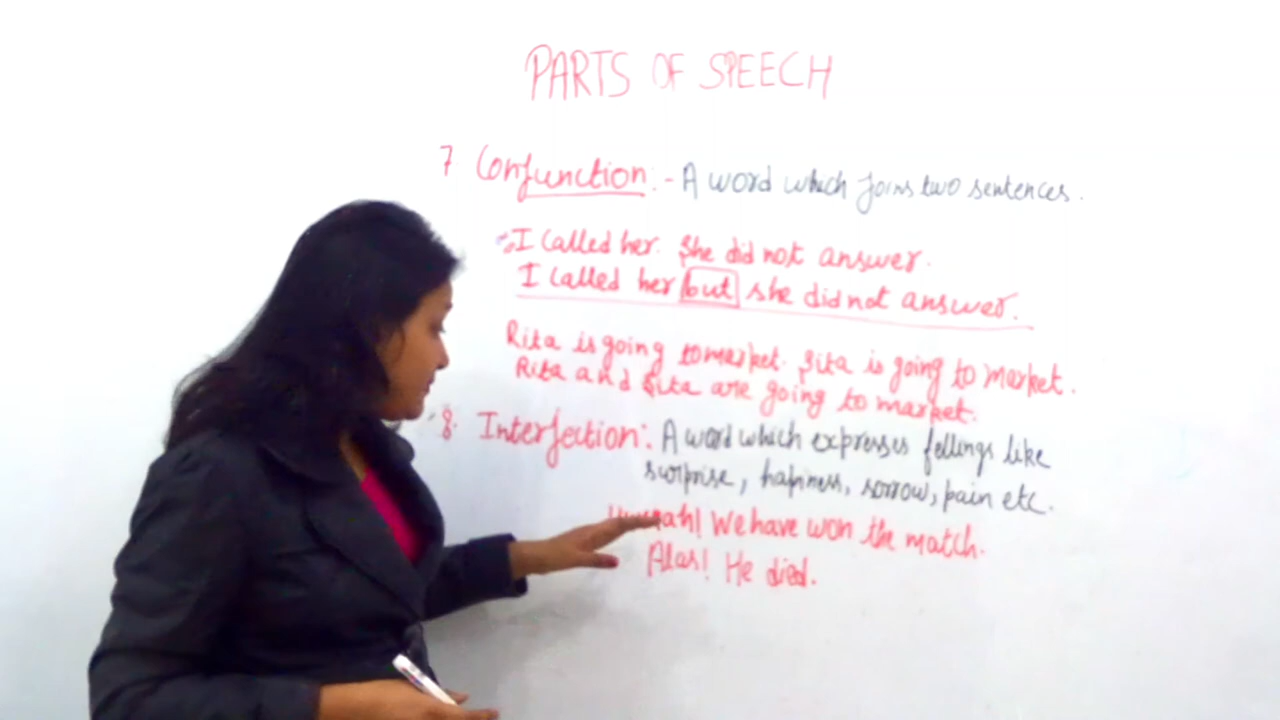 PARTS OF SPEECH
7 Conjunction :- A word which joins two sentences.
I called her. She did not answer.
I called her but she did not answer.
Rita is going to market. Sita is going to market.
Rita and Sita are going to market.
8. Interjection: A word which expresses fellings like
surprise, happiness, sorrow, pain etc.
We have won the match.
Alas! He died.